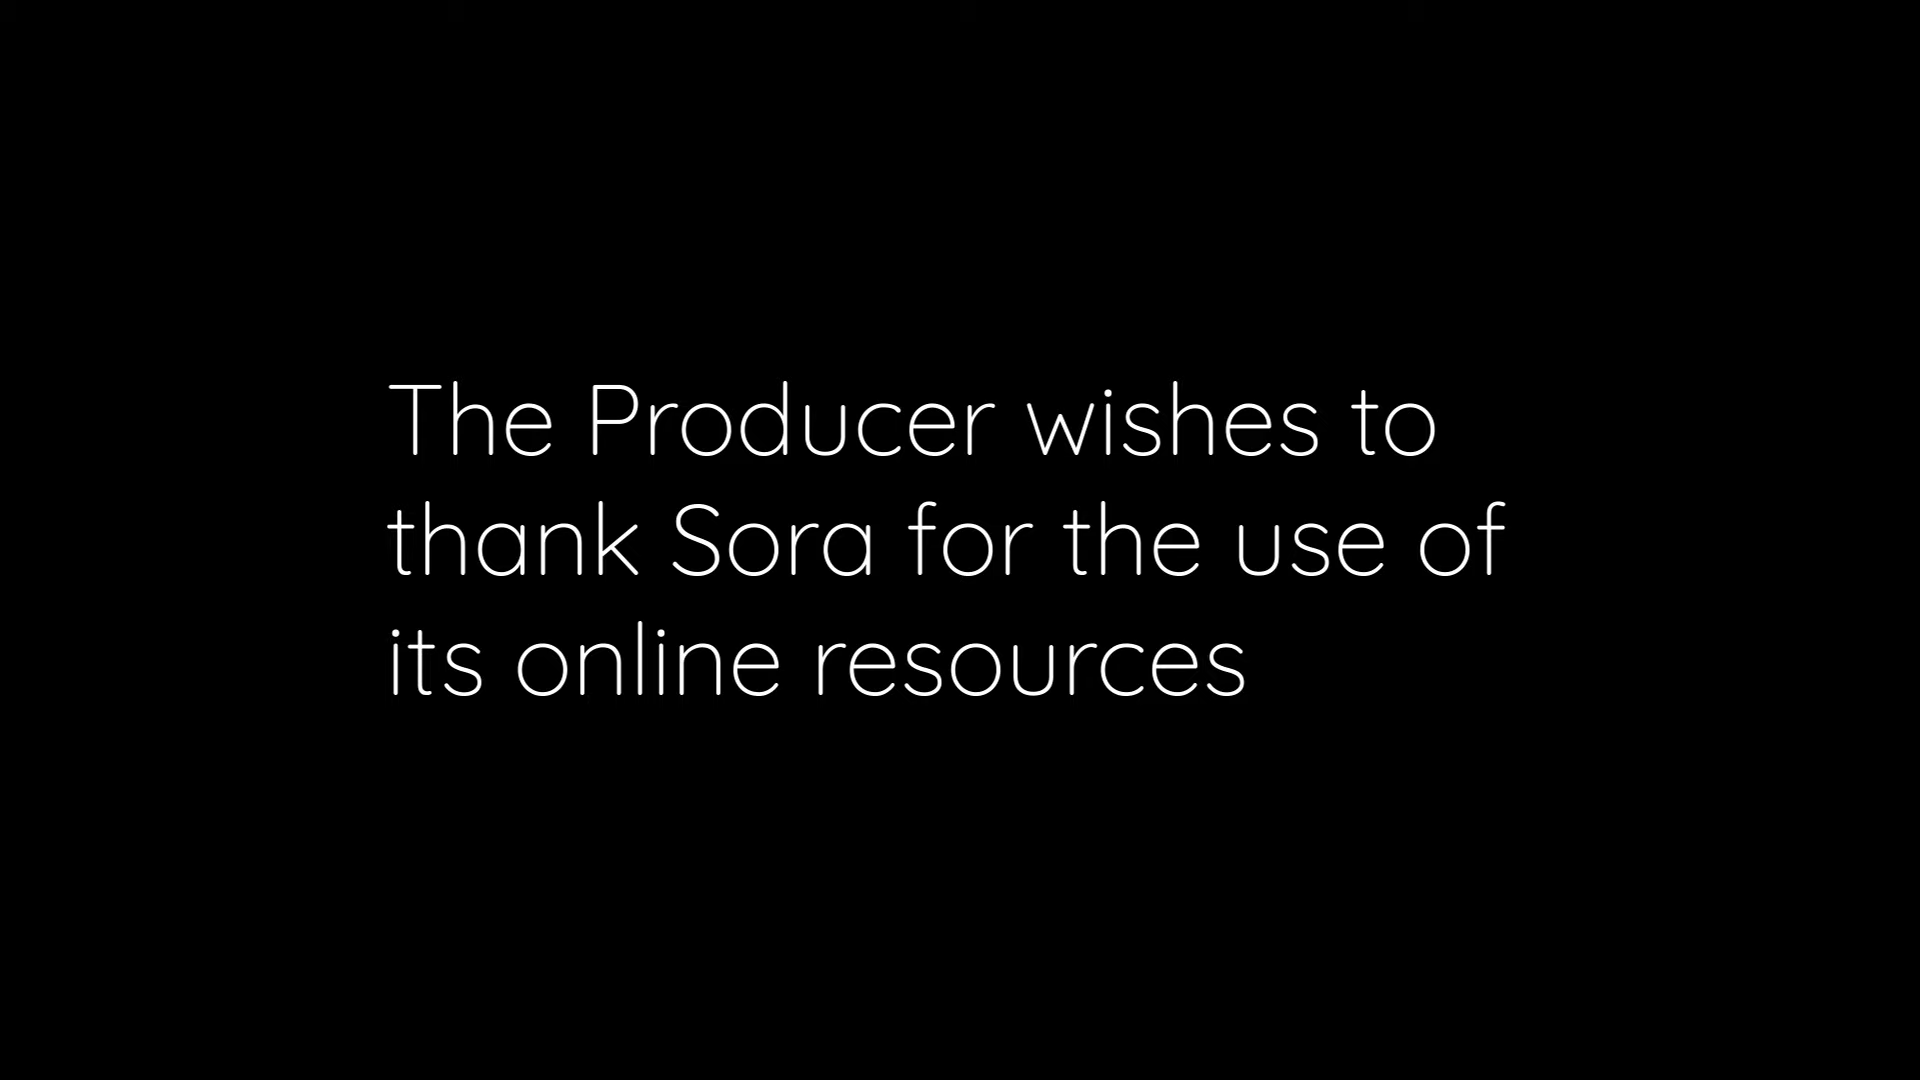 The Producer wishes to
thank Sora for the use of
its online resources